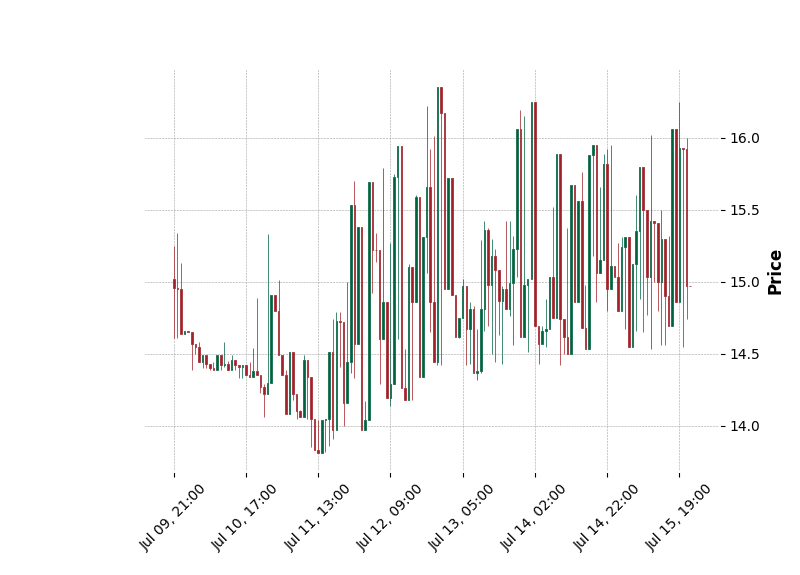 16.0
15.5
15.0
14.5
14.0
Price
Jul 09, 21:00
Jul 10, 17:00
Jul 11, 13:00
Jul 12, 09:00
Jul 13, 05:00
Jul 14, 02:00
Jul 14, 22:00
Jul 15, 19:00